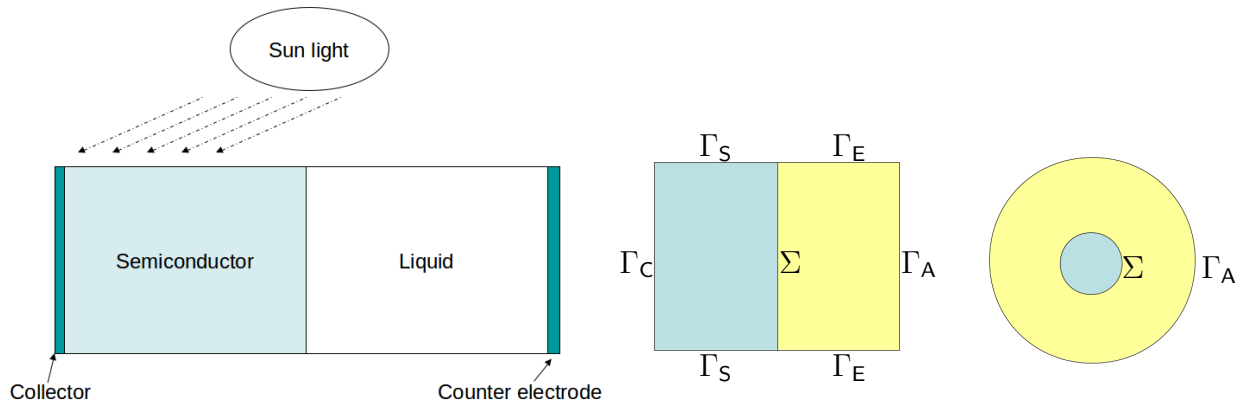 Sun light
Semiconductor
Liquid
Collector
Counter electrode
Γ_S
Γ_E
Γ_C
Σ
Γ_A
Γ_S
Γ_E
Σ
Γ_A